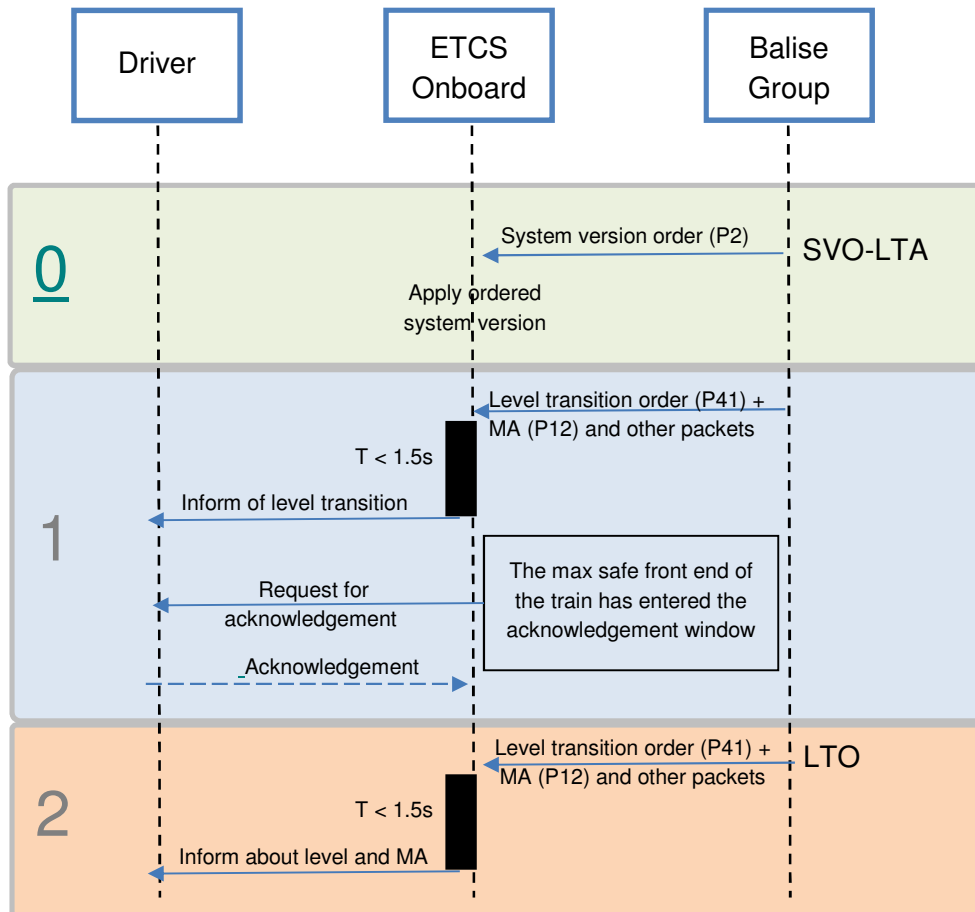 Driver
ETCS
Onboard
Balise
Group
0
System version order (P2)
SVO-LTA
Apply ordered
system version
1
Level transition order (P41) +
MA (P12) and other packets
T < 1.5s
Inform of level transition
The max safe front end of
the train has entered the
acknowledgement window
Request for
acknowledgement
Acknowledgement
2
Level transition order (P41) +
MA (P12) and other packets
LTO
T < 1.5s
Inform about level and MA